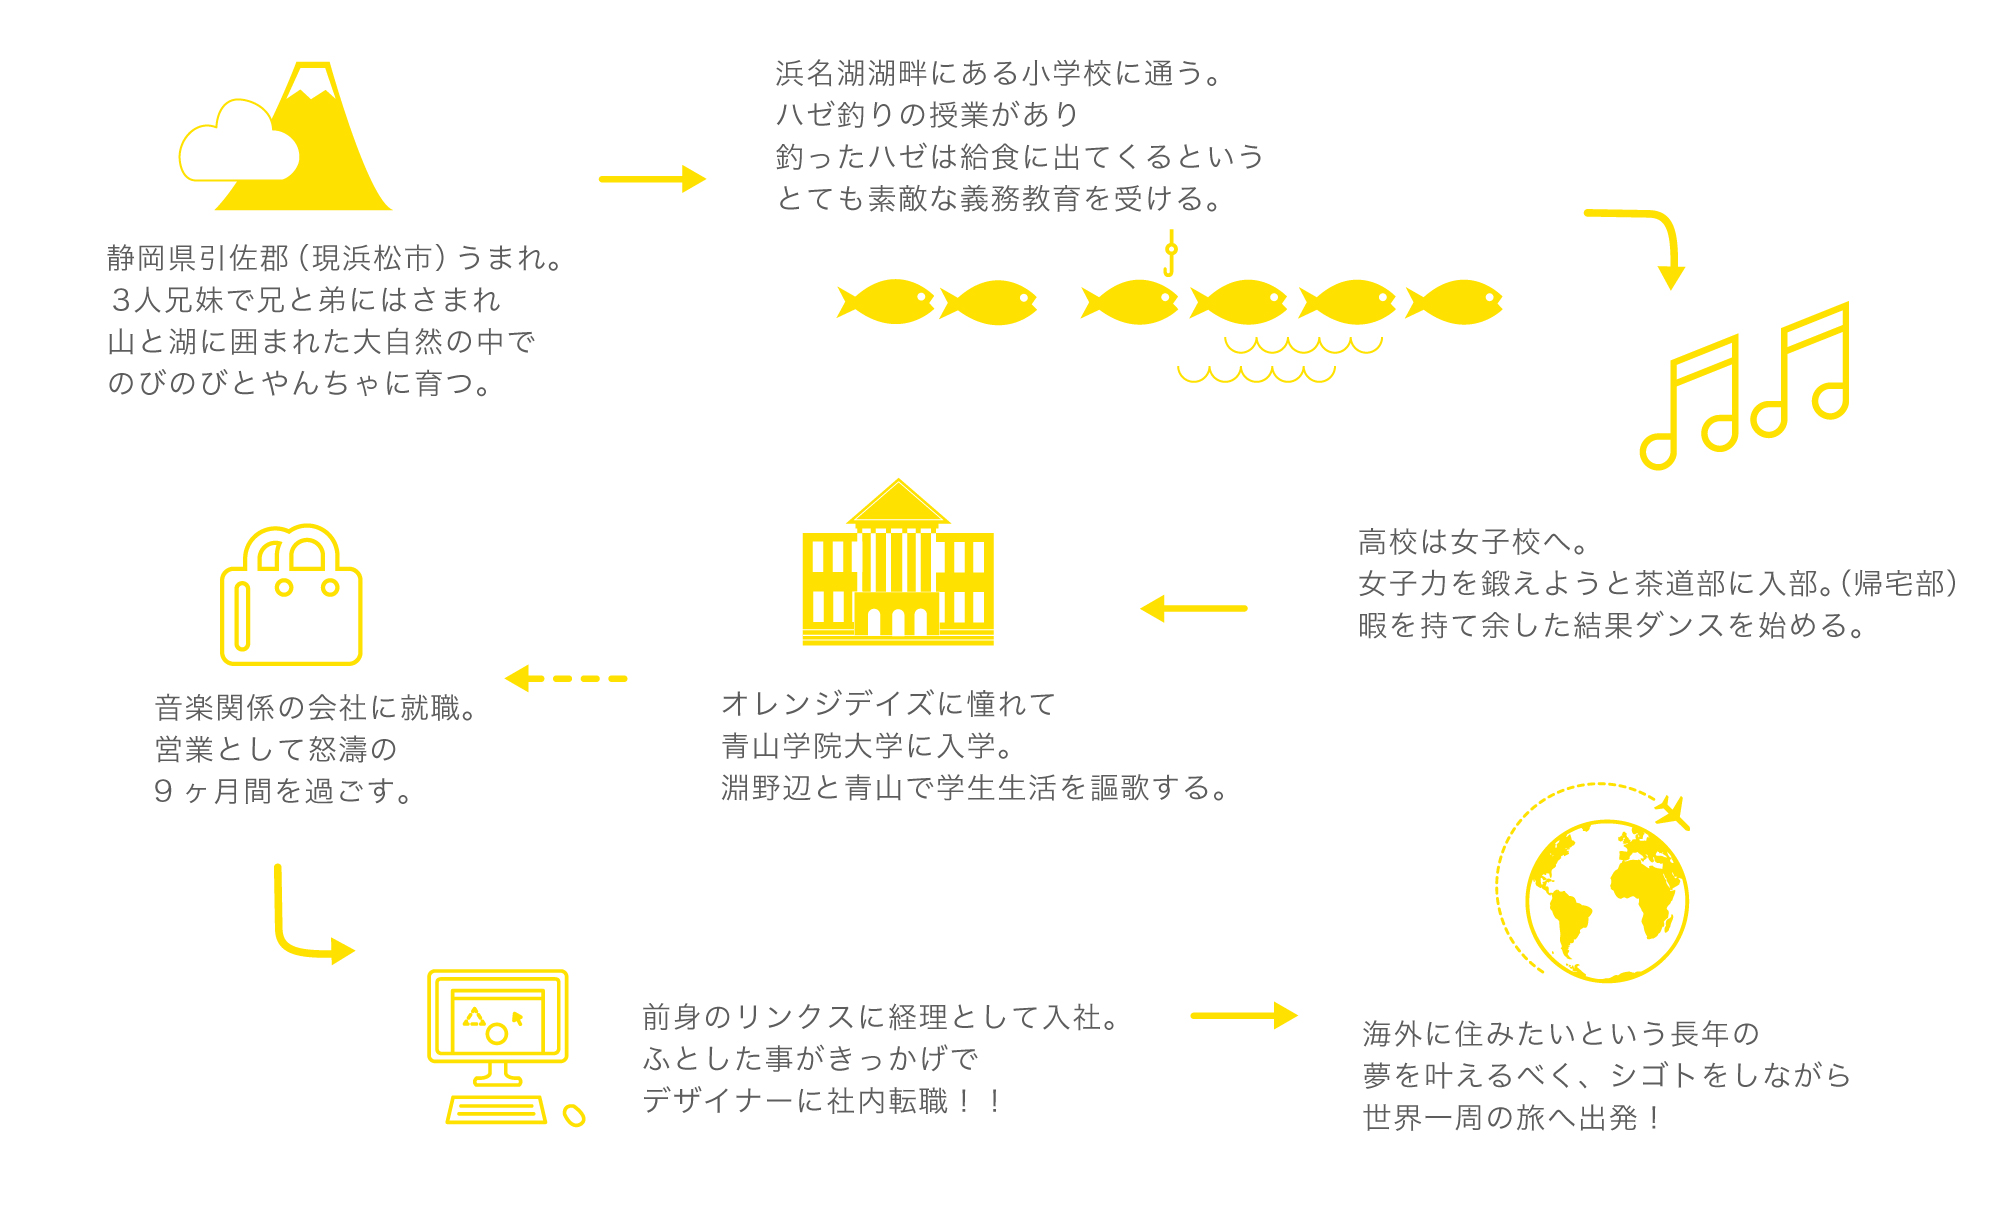 静岡県引佐郡（現浜松市）うまれ。
3人兄妹で兄と弟にはさまれ
山と湖に囲まれた大自然の中で
のびのびとやんちゃに育つ。
浜名湖湖畔にある小学校に通う。
ハゼ釣りの授業があり
釣ったハゼは給食に出てくるという
とても素敵な義務教育を受ける。
高校は女子校へ。
女子力を鍛えようと茶道部に入部。（帰宅部）
暇を持て余した結果ダンスを始める。
オレンジデイズに憧れて
青山学院大学に入学。
淵野辺と青山で学生生活を謳歌する。
音楽関係の会社に就職。
営業として怒濤の
9ヶ月間を過ごす。
前身のリンクスに経理として入社。
ふとした事がきっかけで
デザイナーに社内転職！！
海外に住みたいという長年の
夢を叶えるべく、シゴトをしながら
世界一周の旅へ出発！